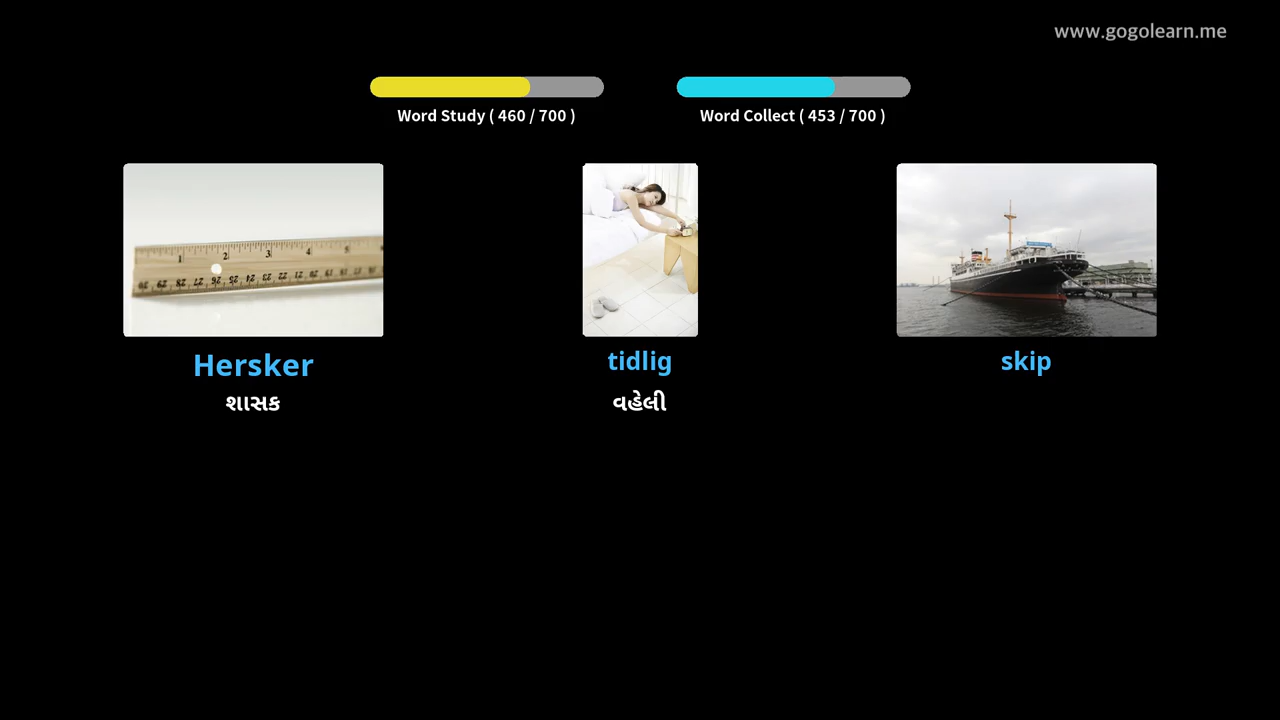 www.gogolearn.me
Word Study ( 460 / 700 )
Word Collect ( 453 / 700 )
Hersker
tidlig
skip
શાસક
વહેલી